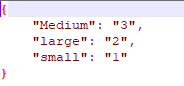 {
"Medium": "3",
"large": "2",
"small": "1"
}